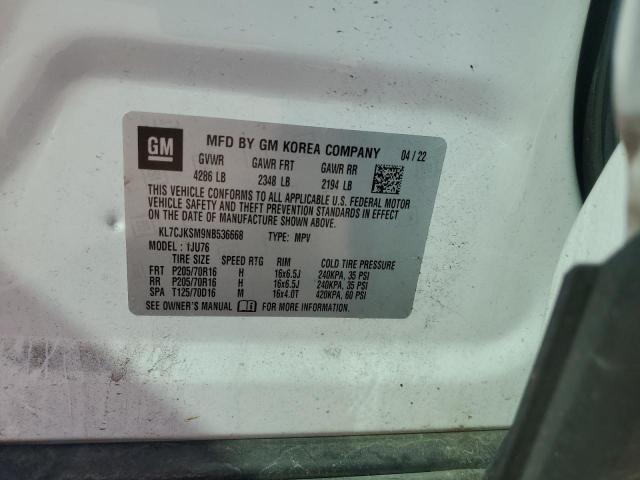 GM
MFD BY GM KOREA COMPANY 04 / 22
GVWR GAWR FRT GAWR RR
4286 LB 2348 LB 2194 LB
THIS VEHICLE CONFORMS TO ALL APPLICABLE U.S. FEDERAL MOTOR
VEHICLE SAFETY AND THEFT PREVENTION STANDARDS IN EFFECT ON
THE DATE OF MANUFACTURE SHOWN ABOVE.
KL7CJKSM9NB536668 TYPE: MPV
MODEL: 1JU76
TIRE SIZE SPEED RTG RIM COLD TIRE PRESSURE
FRT P205/70R16 H 16x6.5J 240KPA, 35 PSI
RR P205/70R16 H 16x6.5J 240KPA, 35 PSI
SPA T125/70D16 M 16x4.0T 420KPA, 60 PSI
SEE OWNER'S MANUAL FOR MORE INFORMATION.